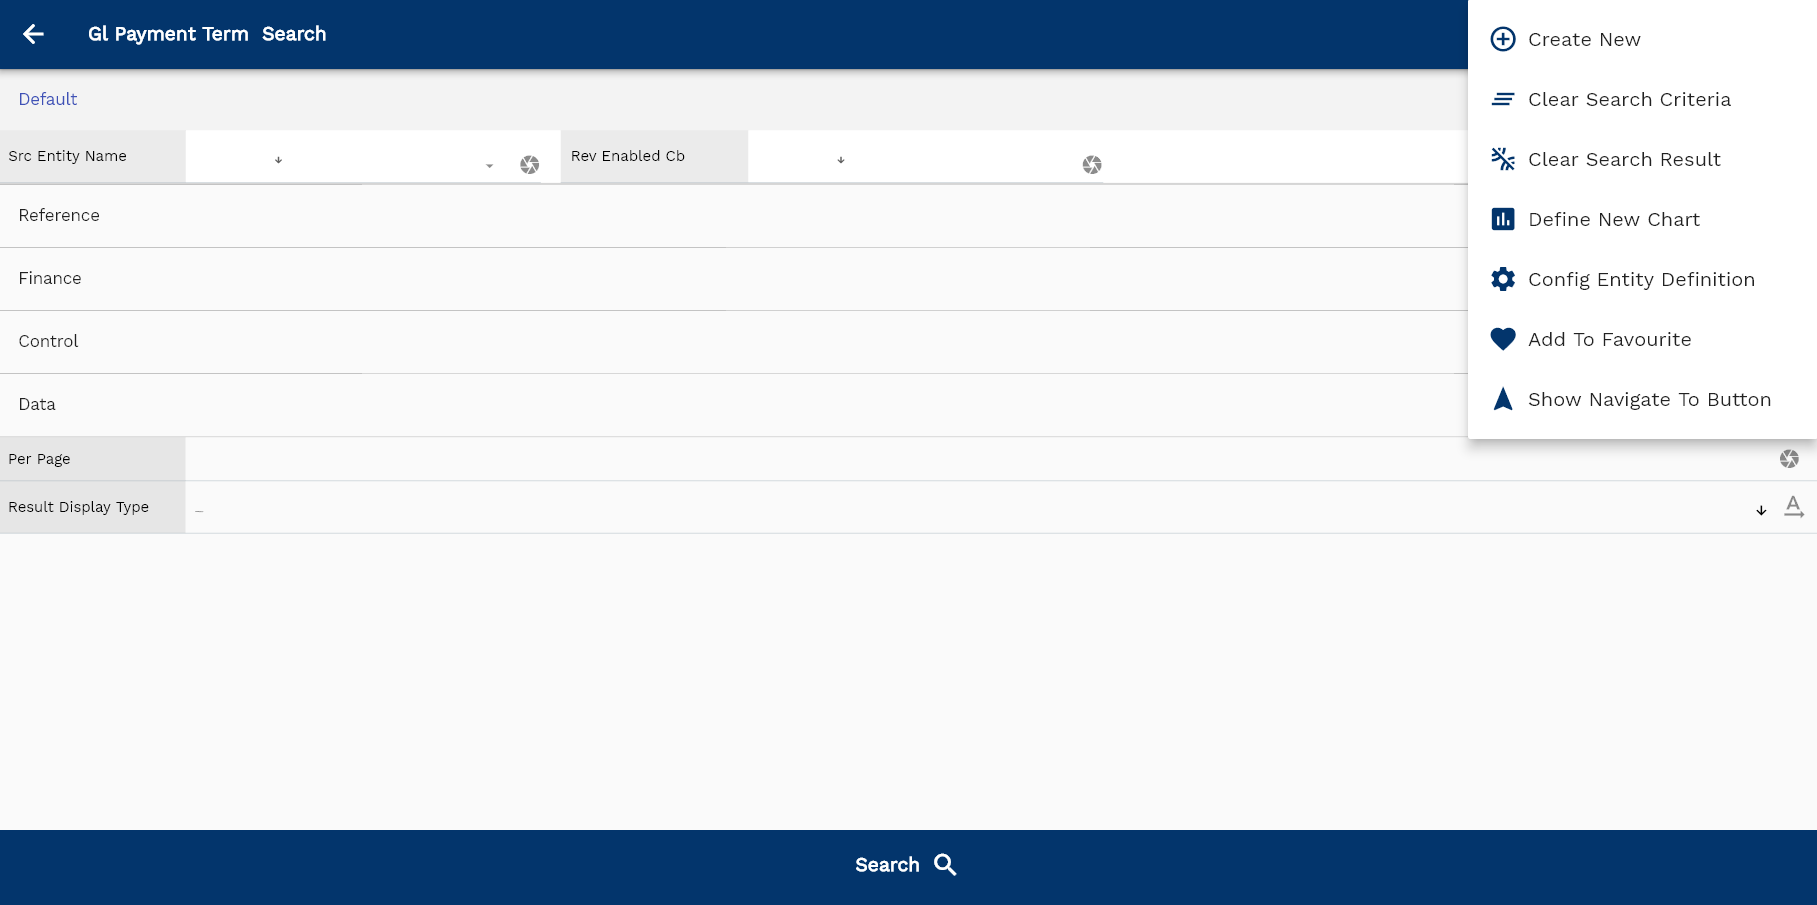 Gl Payment Term  Search
Default
Src Entity Name
Rev Enabled Cb
Reference
Finance
Control
Data
Per Page
Result Display Type
_
Create New
Clear Search Criteria
Clear Search Result
Define New Chart
Config Entity Definition
Add To Favourite
Show Navigate To Button
Search